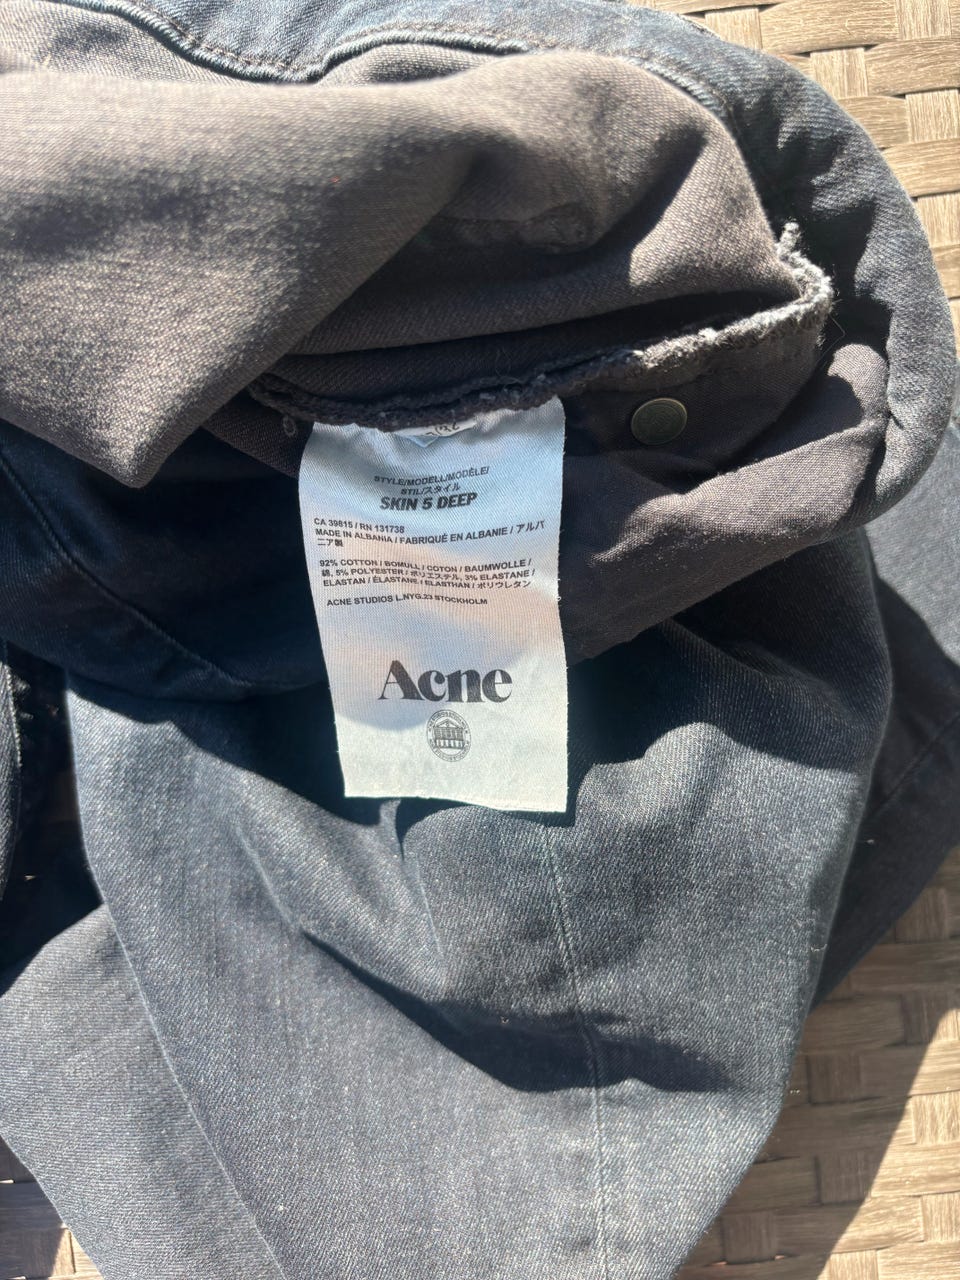 STYLE/MODELL/MODÈLE/
STIL/スタイル
SKIN 5 DEEP
CA 39815 / RN 131738
MADE IN ALBANIA / FABRIQUÉ EN ALBANIE / アルバ
ニア製
92% COTTON / BOMULL / COTON / BAUMWOLLE /
綿, 5% POLYESTER / ポリエステル, 3% ELASTANE /
ELASTAN / ÉLASTANE / ELASTHAN / ポリウレタン
ACNE STUDIOS L.NYG.23 STOCKHOLM
Acne